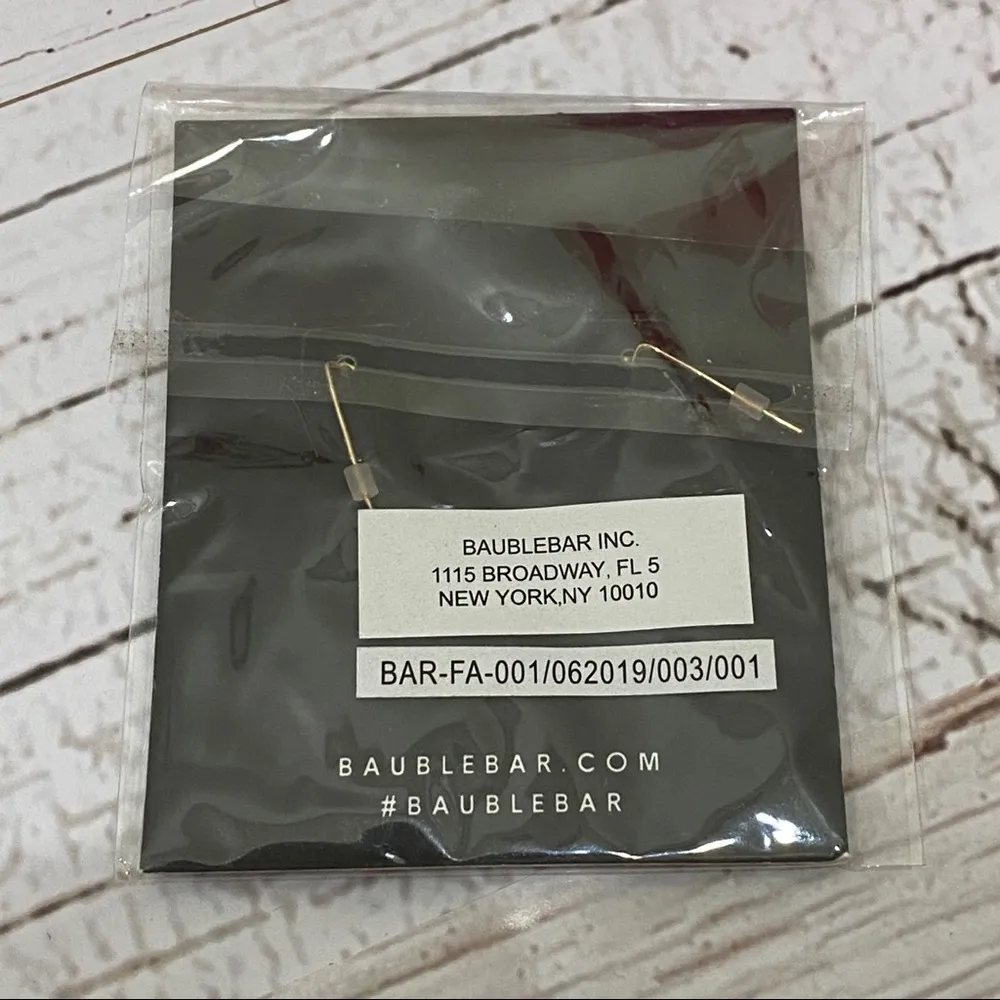 BAUBLEBAR INC.
1115 BROADWAY, FL 5
NEW YORK,NY 10010
BAR-FA-001/062019/003/001
BAUBLEBAR.COM
#BAUBLEBAR